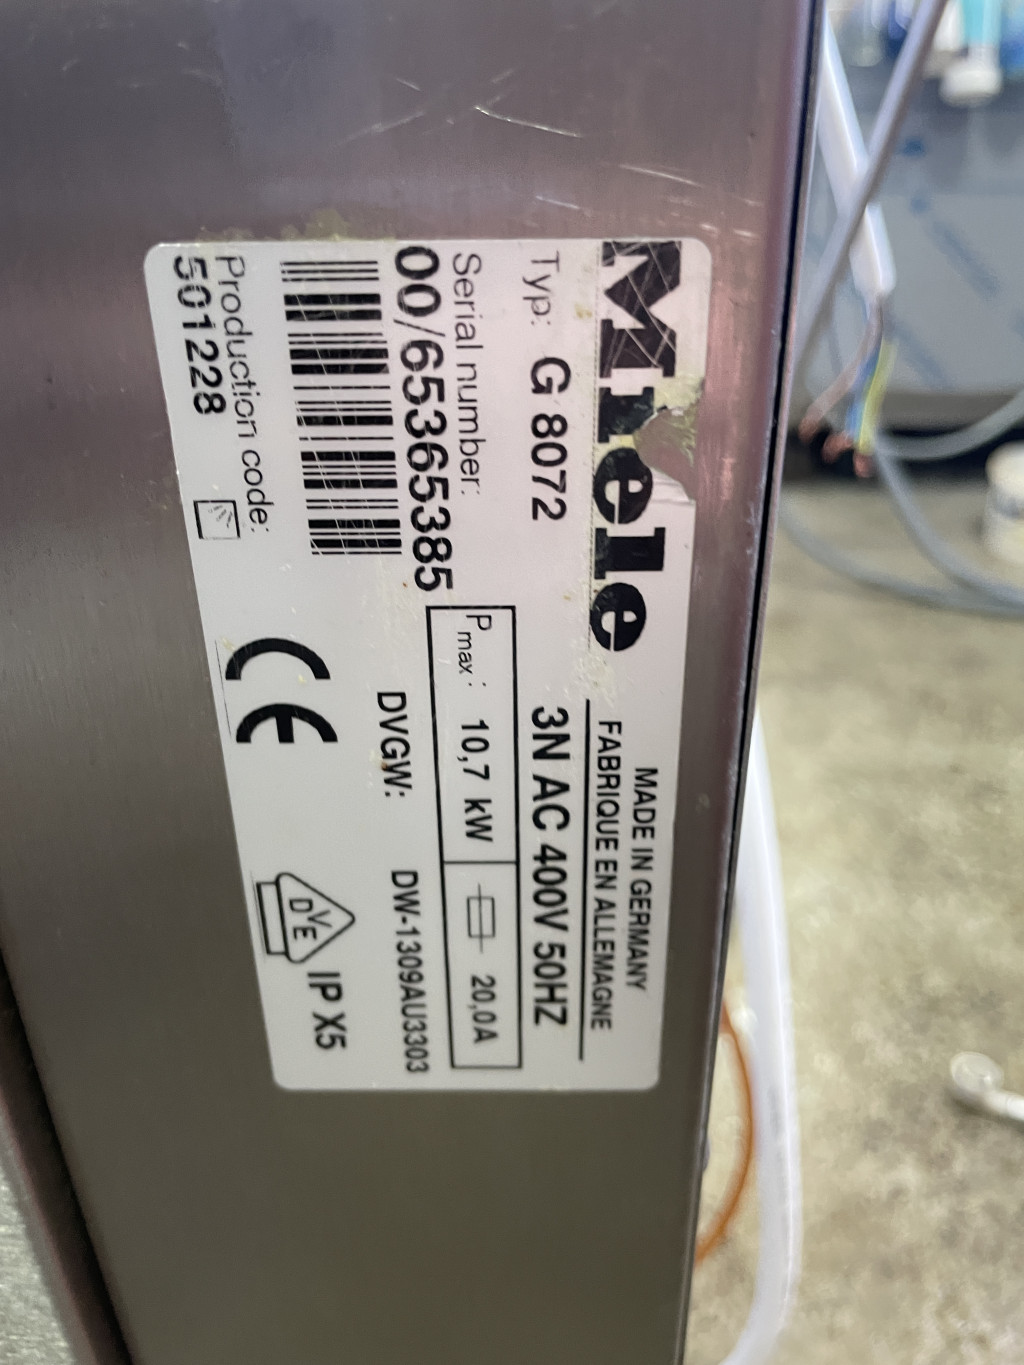 Miele
MADE IN GERMANY
FABRIQUE EN ALLEMAGNE
Typ: G 8072
3N AC 400V 50HZ
Serial number:
00/65365385
Pmax: 10,7 kW 20,0A
DVGW: DW-1309AU3303
Production code:
501228
CE
DVE
IP X5